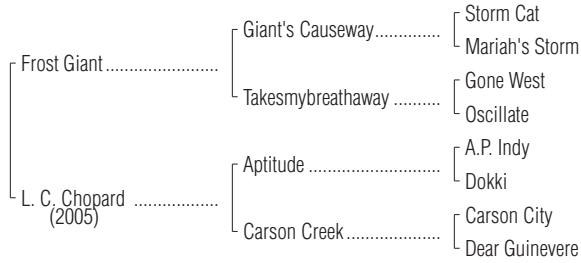 Storm Cat
Giant's Causeway..............
Mariah's Storm
Frost Giant........................
Gone West
Takesmybreathaway ..........
Oscillate
A.P. Indy
Aptitude ............................
Dokki
L. C. Chopard ..................
(2005)
Carson City
Carson Creek....................
Dear Guinevere